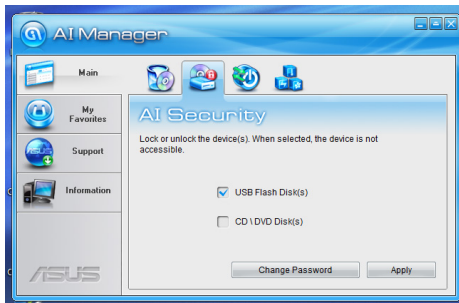 AI Manager
Main
My
Favorites
Support
Information
ASUS
AI Security
Lock or unlock the device(s). When selected, the device is not
accessible.
USB Flash Disk(s)
CD \ DVD Disk(s)
Change Password
Apply